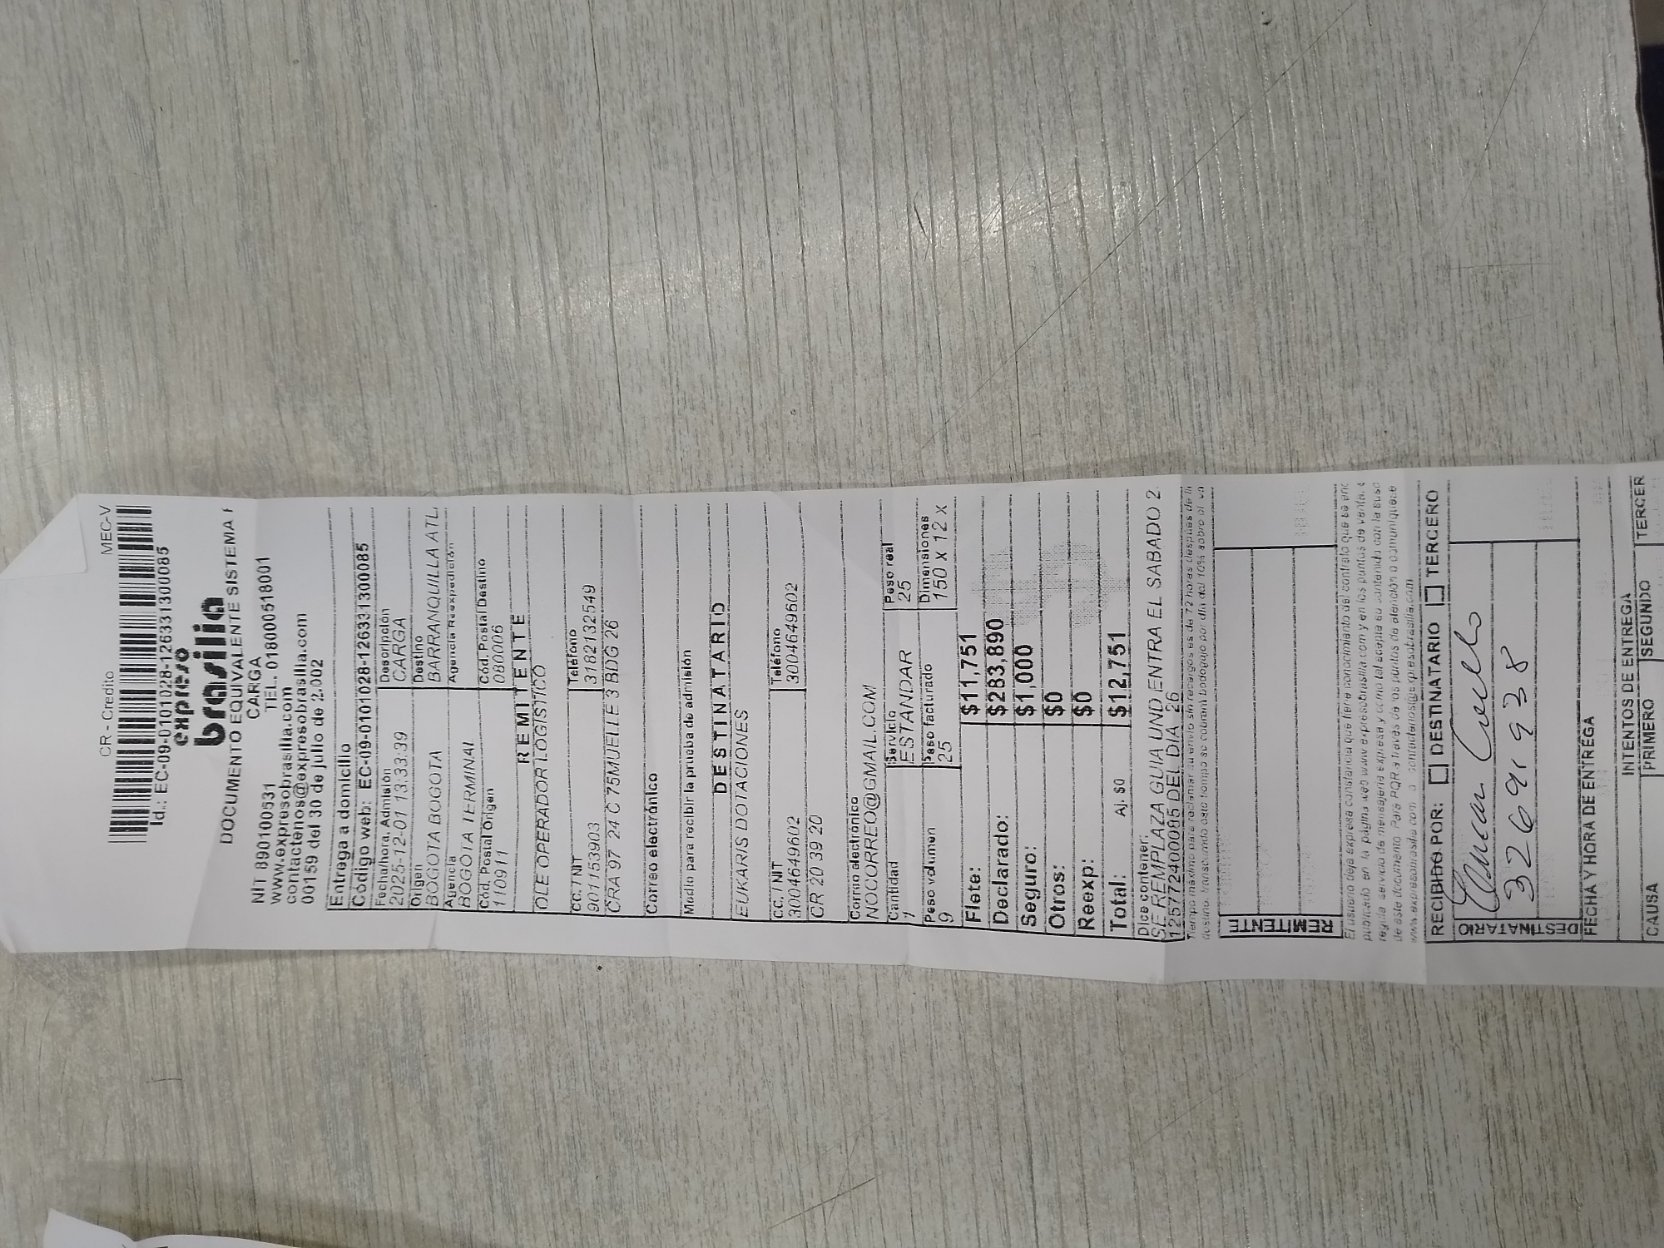 CR - Credito MEC-V
Id.: EC-09-0101028-126331300085
expreso
brasilia
DOCUMENTO EQUIVALENTE SISTEMA
CARGA
NIT 890100531 TEL. 018000518001
www.expresobrasilia.com
contactenos@expresobrasilia.com
00159 del 30 de julio de 2.002
Entrega a domicilio
Código web: EC-09-0101028-126331300085
Fecha/hora. Admisión Descripción
2025-12-01 13:33:39 CARGA
Origen Destino
BOGOTA BOGOTA BARRANQUILLA ATL
Agencia Agencia Reexpedición
BOGOTA TERMINAL
Cód. Postal Origen Cód. Postal Destino
110911 080006
REMITENTE
OLE OPERADOR LOGISTICO
CC. / NIT Teléfono
901153903 3182132549
CRA 97 24 C 75MUELLE 3 BDG 26
Correo electrónico
Medio para recibir la prueba de admisión
DESTINATARIO
EUKARIS DOTACIONES
CC. / NIT Teléfono
3004649602 3004649602
CR 20 39 20
Correo electrónico
NOCORREO@GMAIL.COM
Cantidad Servicio Peso real
1 ESTANDAR 25
Peso volumen Peso facturado Dimensiones
9 25 150 X 12 X
Flete: $11,751
Declarado: $283,890
Seguro: $1,000
Otros: $0
Reexp: $0
Total: Aj. $0 $12,751
Dice contener:
SE REMPLAZA GUIA UND ENTRA EL SABADO 2
125772400085 DEL DIA 26
REMITENTE
RECIBIDO POR: DESTINATARIO TERCERO
DESTINATARIO
32691938
FECHA Y HORA DE ENTREGA
INTENTOS DE ENTREGA
CAUSA PRIMERO SEGUNDO TERCER